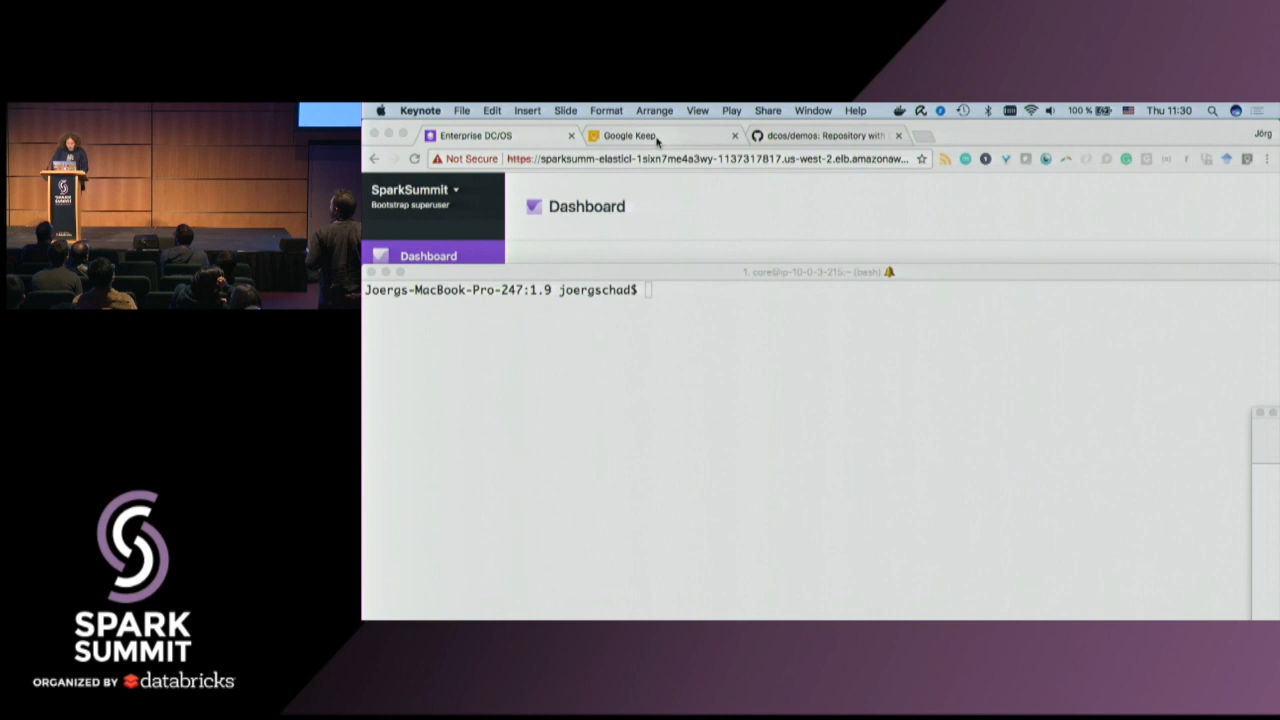 Keynote File Edit Insert Slide Format Arrange View Play Share Window Help 100 % Thu 11:30
Enterprise DC/OS Google Keep dcos/demos: Repository with Jörg
Not Secure https://sparksumm-elasticl-1sixn7me4a3wy-1137317817.us-west-2.elb.amazonaw...
SparkSummit
Bootstrap superuser
Dashboard
Dashboard
1. core@ip-10-0-3-215:~ (bash)
Joergs-MacBook-Pro-247:1.9 joergschad$
SPARK
SUMMIT
SPARK
SUMMIT
ORGANIZED BY databricks